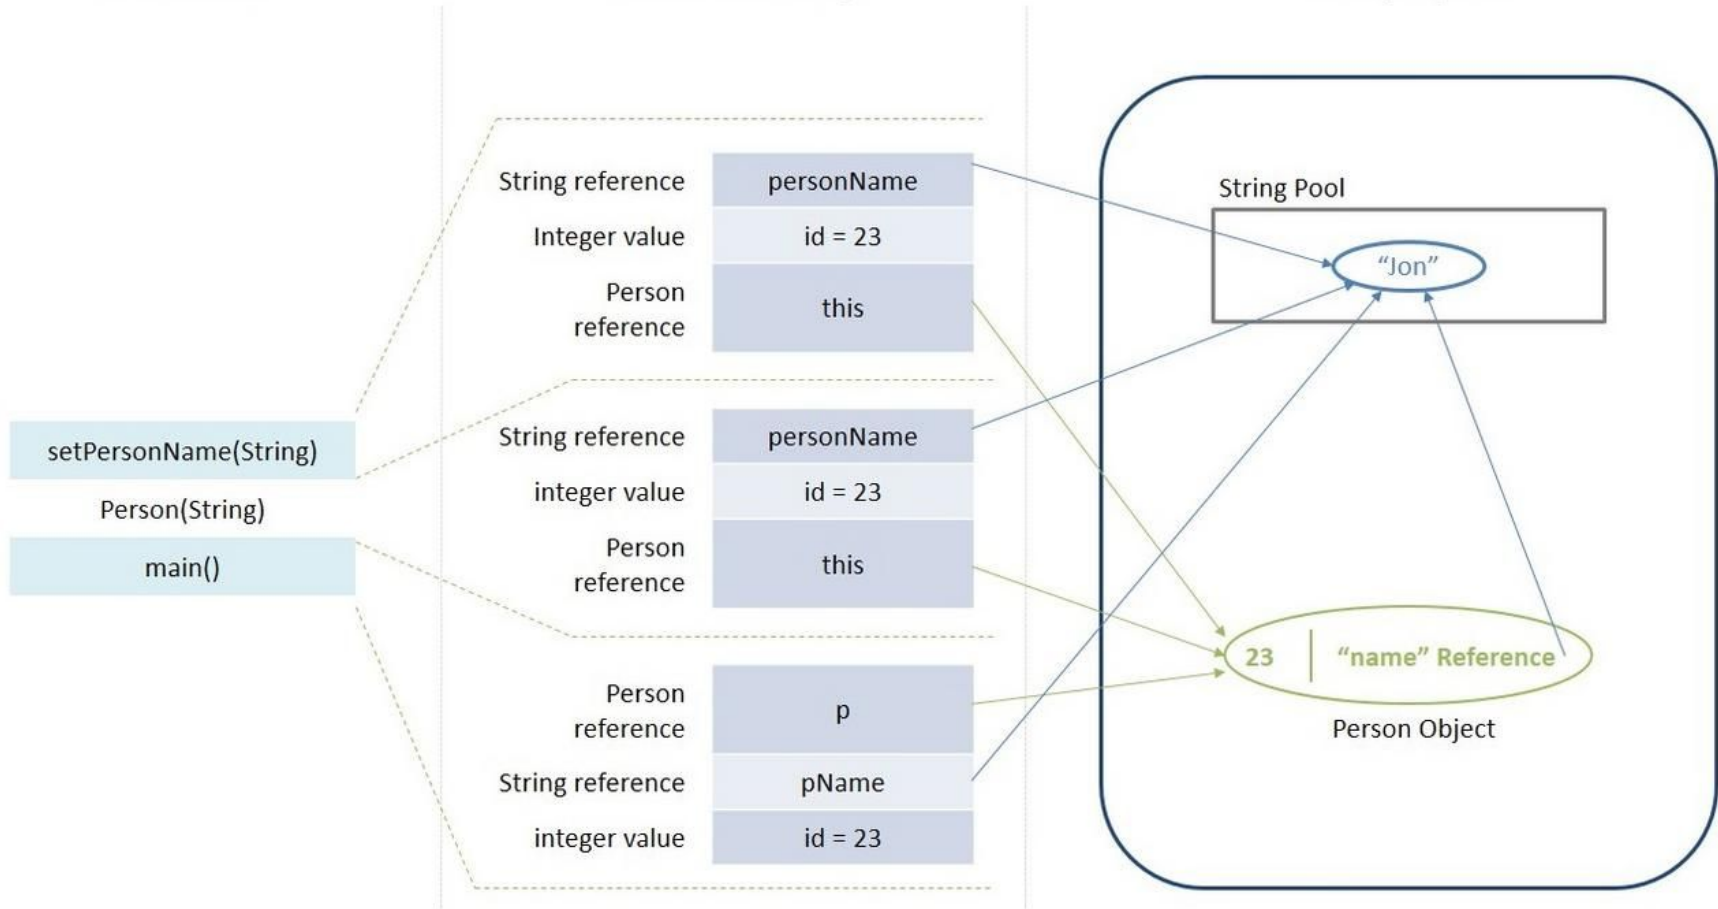 setPersonName(String)
Person(String)
main()
String reference
personName
Integer value
id = 23
Person
reference
this
String reference
personName
integer value
id = 23
Person
reference
this
Person
reference
p
String reference
pName
integer value
id = 23
String Pool
“Jon”
23
“name” Reference
Person Object